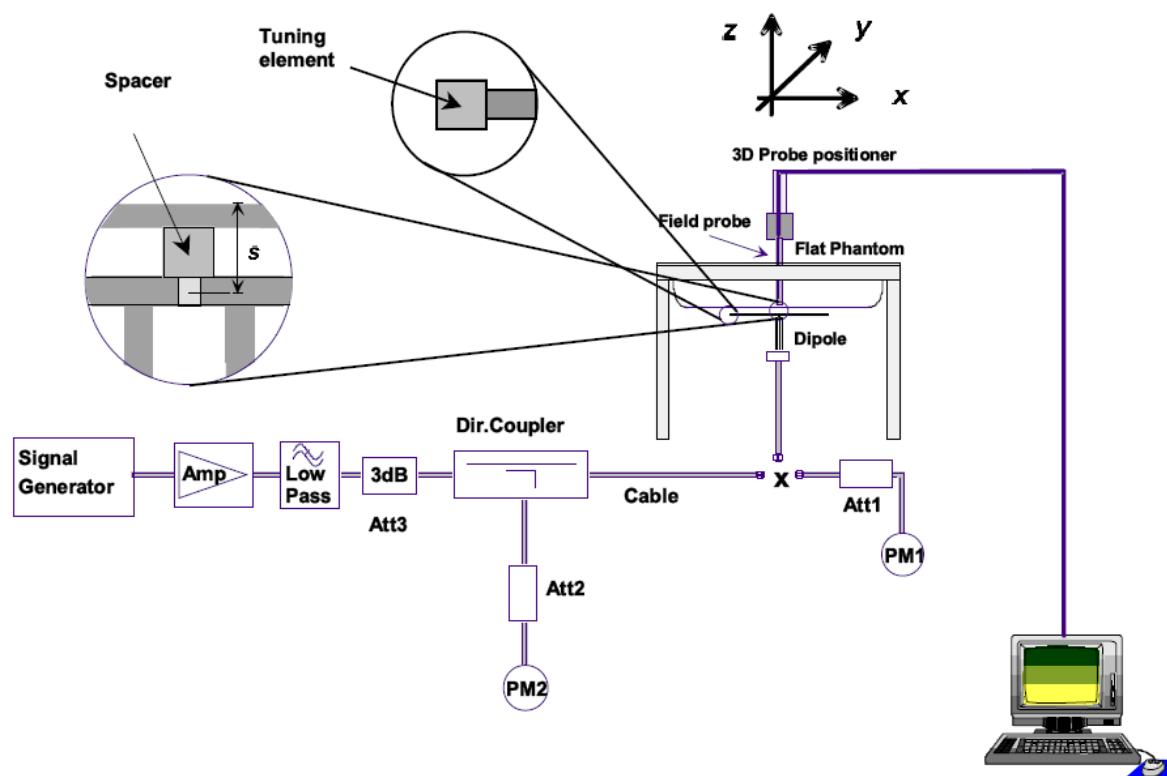 Tuning
element
z
y
x
Spacer
3D Probe positioner
s
Field probe
Flat Phantom
Dipole
Dir.Coupler
Signal
Generator
Amp
Low
Pass
3dB
Att3
Cable
x
Att1
PM1
Att2
PM2